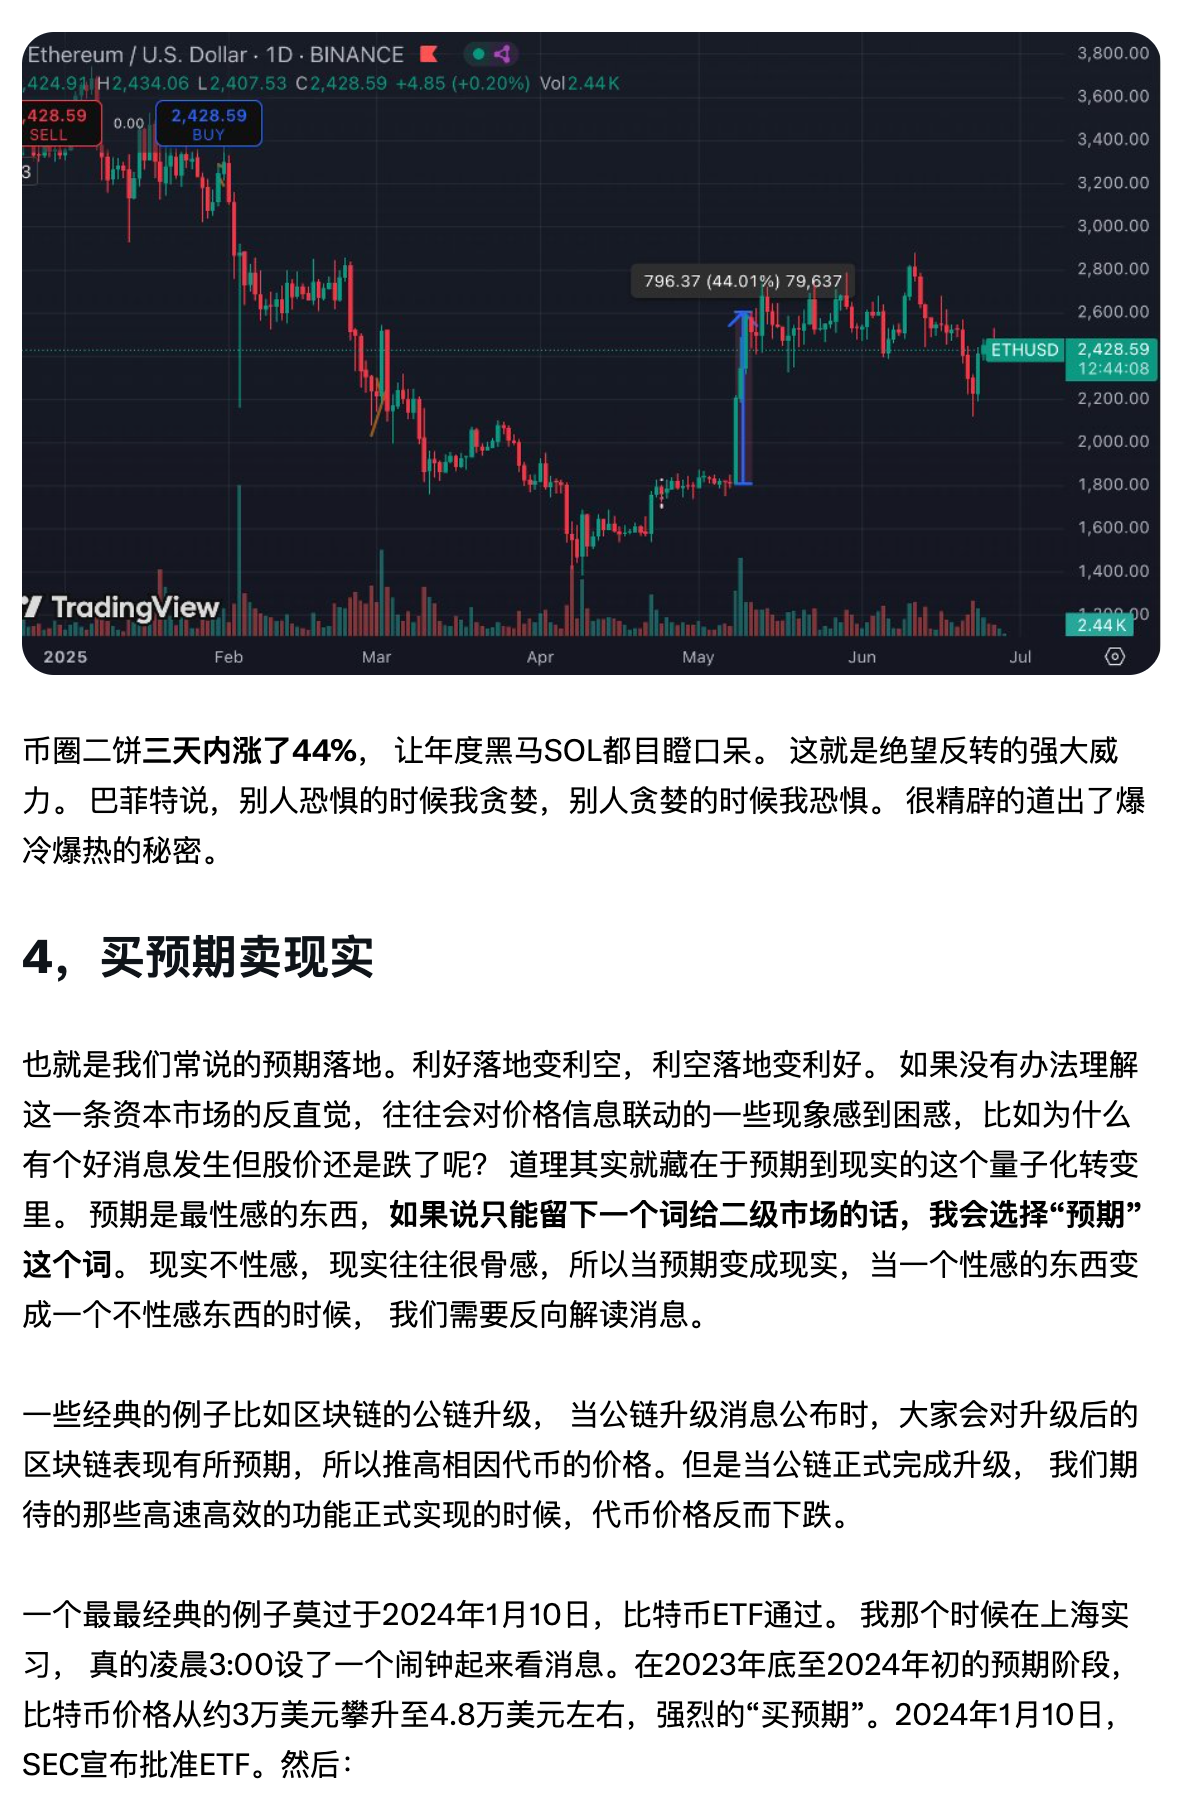 Ethereum / U.S. Dollar · 1D · BINANCE
,424.91 H2,434.06 L2,407.53 C2,428.59 +4.85 (+0.20%) Vol2.44K
,428.59
SELL
0.00
2,428.59
BUY
3
3,800.00
3,600.00
3,400.00
3,200.00
3,000.00
2,800.00
796.37 (44.01%) 79,637
2,600.00
ETHUSD
2,428.59
12:44:08
2,200.00
2,000.00
1,800.00
1,600.00
1,400.00
1,200.00
2.44K
TradingView
2025 Feb Mar Apr May Jun Jul
币圈二饼三天内涨了44%， 让年度黑马SOL都目瞪口呆。 这就是绝望反转的强大威
力。 巴菲特说，别人恐惧的时候我贪婪，别人贪婪的时候我恐惧。 很精辟的道出了爆
冷爆热的秘密。
4，买预期卖现实
也就是我们常说的预期落地。利好落地变利空，利空落地变利好。 如果没有办法理解
这一条资本市场的反直觉，往往会对价格信息联动的一些现象感到困惑，比如为什么
有个好消息发生但股价还是跌了呢？ 道理其实就藏在于预期到现实的这个量子化转变
里。 预期是最性感的东西，如果说只能留下一个词给二级市场的话，我会选择“预期”
这个词。 现实不性感，现实往往很骨感，所以当预期变成现实，当一个性感的东西变
成一个不性感东西的时候， 我们需要反向解读消息。
一些经典的例子比如区块链的公链升级， 当公链升级消息公布时，大家会对升级后的
区块链表现有所预期，所以推高相因代币的价格。但是当公链正式完成升级， 我们期
待的那些高速高效的功能正式实现的时候，代币价格反而下跌。
一个最最经典的例子莫过于2024年1月10日，比特币ETF通过。 我那个时候在上海实
习， 真的凌晨3:00设了一个闹钟起来看消息。在2023年底至2024年初的预期阶段，
比特币价格从约3万美元攀升至4.8万美元左右，强烈的“买预期”。2024年1月10日，
SEC宣布批准ETF。然后：